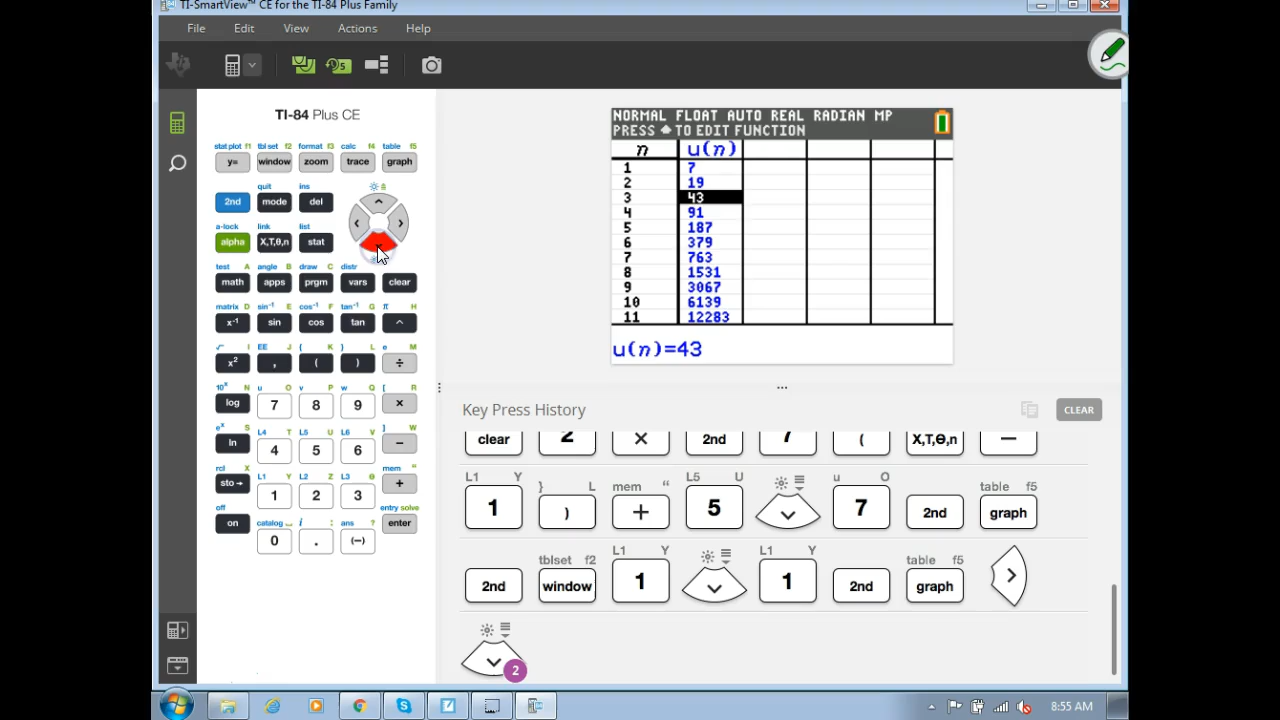 TI-SmartView™ CE for the TI-84 Plus Family
File Edit View Actions Help
TI-84 Plus CE
stat plot f1 tbl set f2 format f3 calc f4 table f5
y= window zoom trace graph
quit ins
2nd mode del
a-lock link list
alpha X,T,θ,n stat
test A angle B draw C distr
math apps prgm vars clear
matrix D sin⁻¹ E cos⁻¹ F tan⁻¹ G π H
x⁻¹ sin cos tan ^
√ I EE J { K } L e M
x² , ( ) ÷
10ˣ N u O v P w Q [ R
log 7 8 9 ×
eˣ S L4 T L5 U L6 V ] W
ln 4 5 6 −
rcl X L1 Y L2 Z L3 θ mem "
sto→ 1 2 3 +
off catalog i : ans ? entry solve
on 0 . (−) enter
NORMAL FLOAT AUTO REAL RADIAN MP
PRESS TO EDIT FUNCTION
n u(n)
1 7
2 19
3 43
4 91
5 187
6 379
7 763
8 1531
9 3067
10 6139
11 12283
u(n)=43
Key Press History
CLEAR
clear 2 × 2nd 7 ( X,T,θ,n −
L1 Y } L mem " L5 U u O table f5
1 ) + 5 7 2nd graph
tblset f2 L1 Y L1 Y table f5
2nd window 1 1 2nd graph
2
8:55 AM